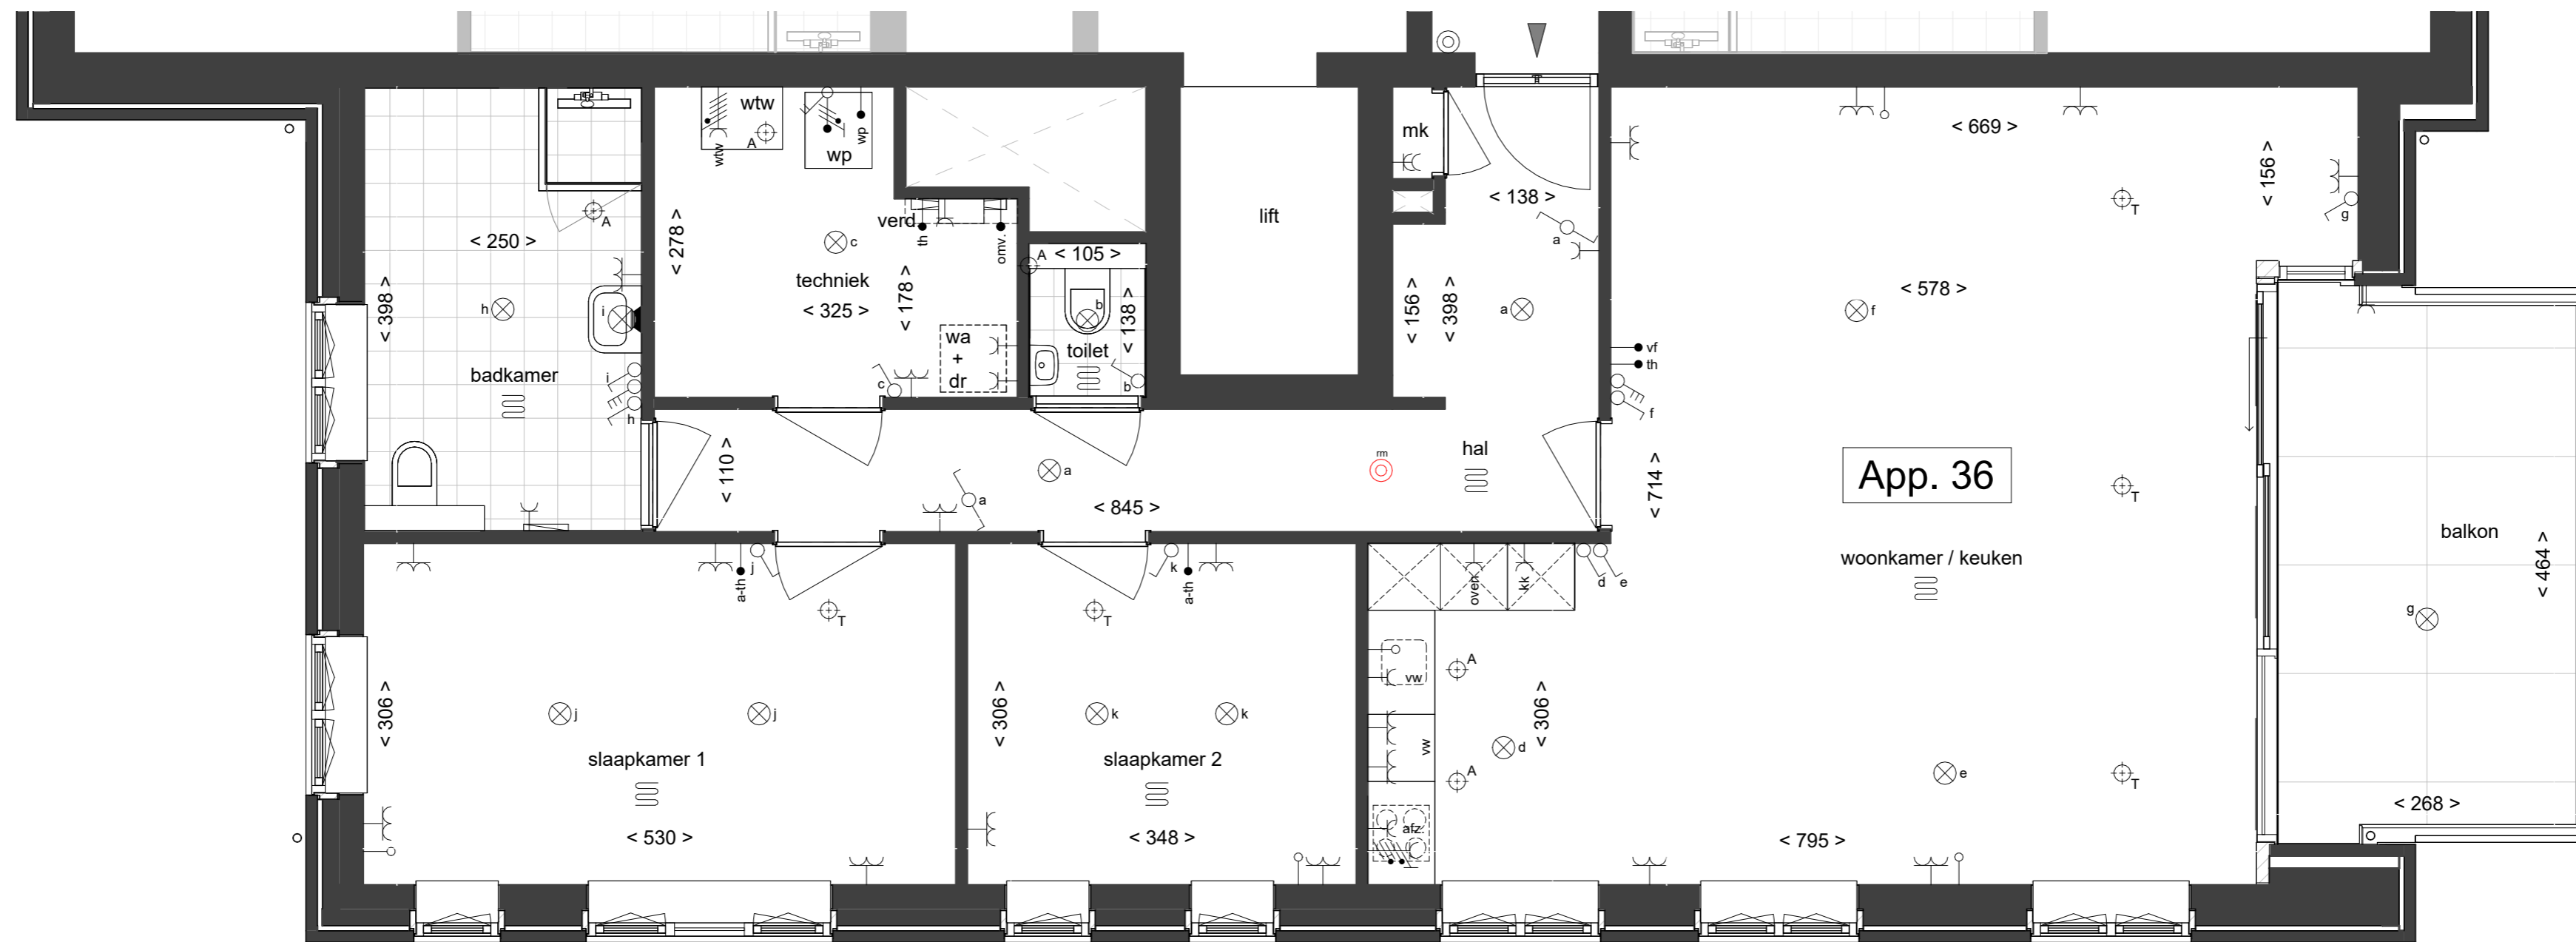 wtw
A
wtw
wp
wp
mk
lift
< 669 >
< 156 >
< 138 >
T
g
a
A
< 250 >
< 278 >
verd.
th
omv.
c
techniek
< 325 >
< 178 >
A
< 105 >
b
< 138 >
toilet
b
< 398 >
h
i
badkamer
i
h
wa
+
dr
c
< 156 >
< 398 >
a
< 578 >
f
vf
th
f
< 110 >
a
a
< 845 >
rm
hal
< 714 >
App. 36
T
woonkamer / keuken
balkon
< 464 >
g
a-th
j
T
k
a-th
T
oven
kk
d
e
vw
A
vw
A
afz.
d
< 306 >
e
T
< 306 >
j
j
slaapkamer 1
< 530 >
< 306 >
k
k
slaapkamer 2
< 348 >
< 795 >
< 268 >